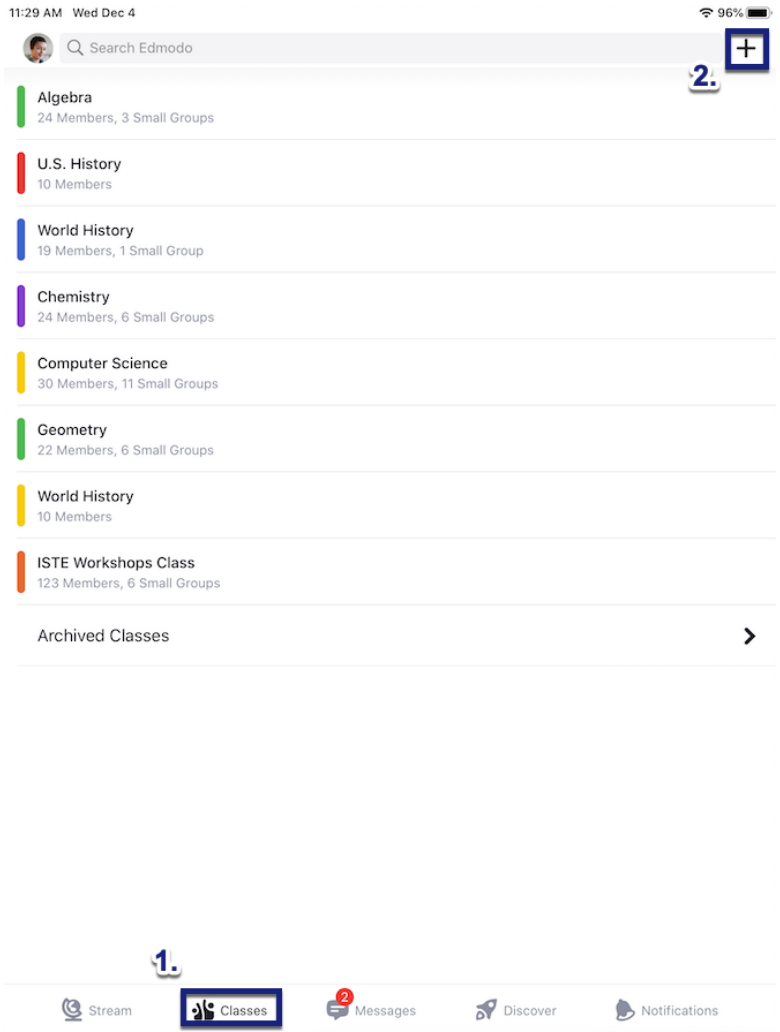 11:29 AM Wed Dec 4 96%
Search Edmodo
2.
Algebra
24 Members, 3 Small Groups
U.S. History
10 Members
World History
19 Members, 1 Small Group
Chemistry
24 Members, 6 Small Groups
Computer Science
30 Members, 11 Small Groups
Geometry
22 Members, 6 Small Groups
World History
10 Members
ISTE Workshops Class
123 Members, 6 Small Groups
Archived Classes
1.
2
Stream Classes Messages Discover Notifications